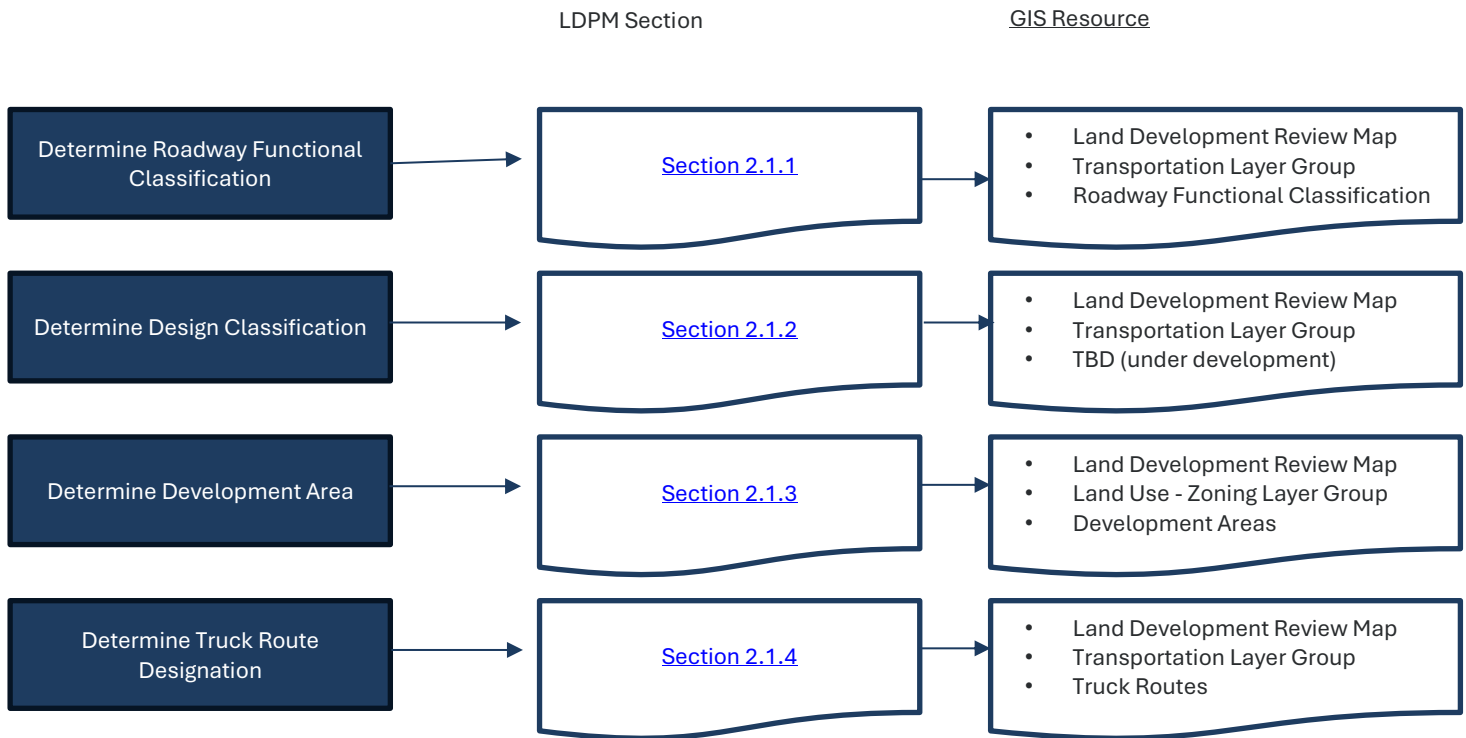 LDPM Section
GIS Resource
Determine Roadway Functional
Classification
Section 2.1.1
• Land Development Review Map
• Transportation Layer Group
• Roadway Functional Classification
Determine Design Classification
Section 2.1.2
• Land Development Review Map
• Transportation Layer Group
• TBD (under development)
Determine Development Area
Section 2.1.3
• Land Development Review Map
• Land Use - Zoning Layer Group
• Development Areas
Determine Truck Route
Designation
Section 2.1.4
• Land Development Review Map
• Transportation Layer Group
• Truck Routes